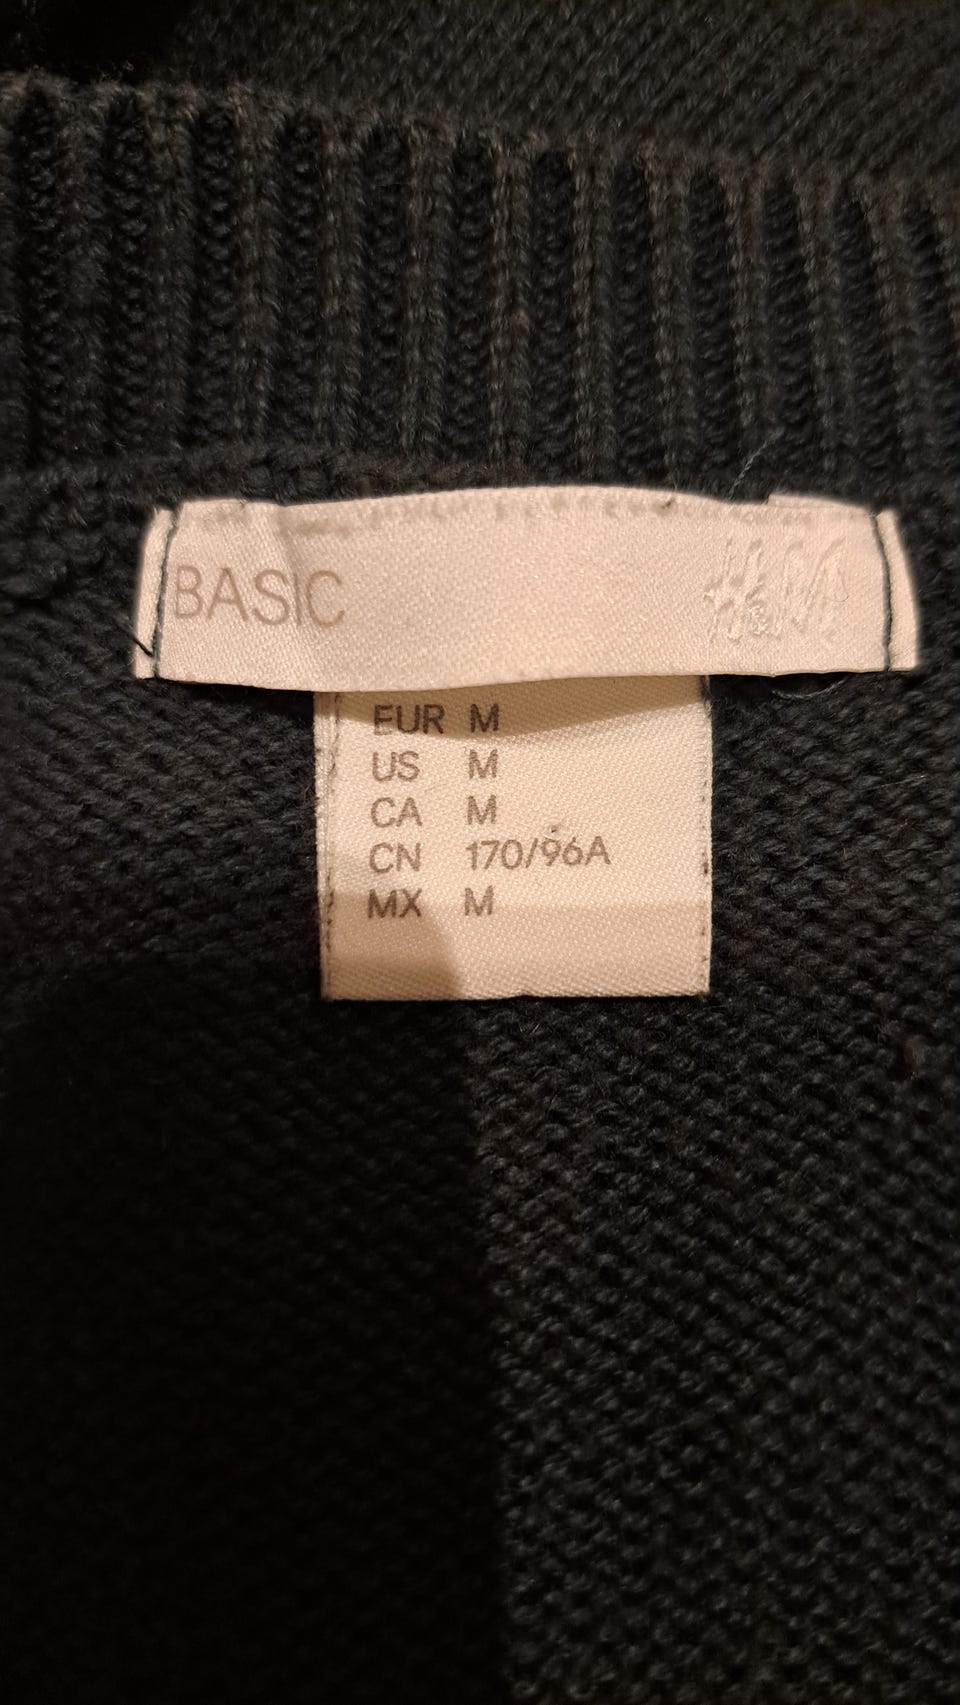 BASIC H&M
EUR M
US M
CA M
CN 170/96A
MX M